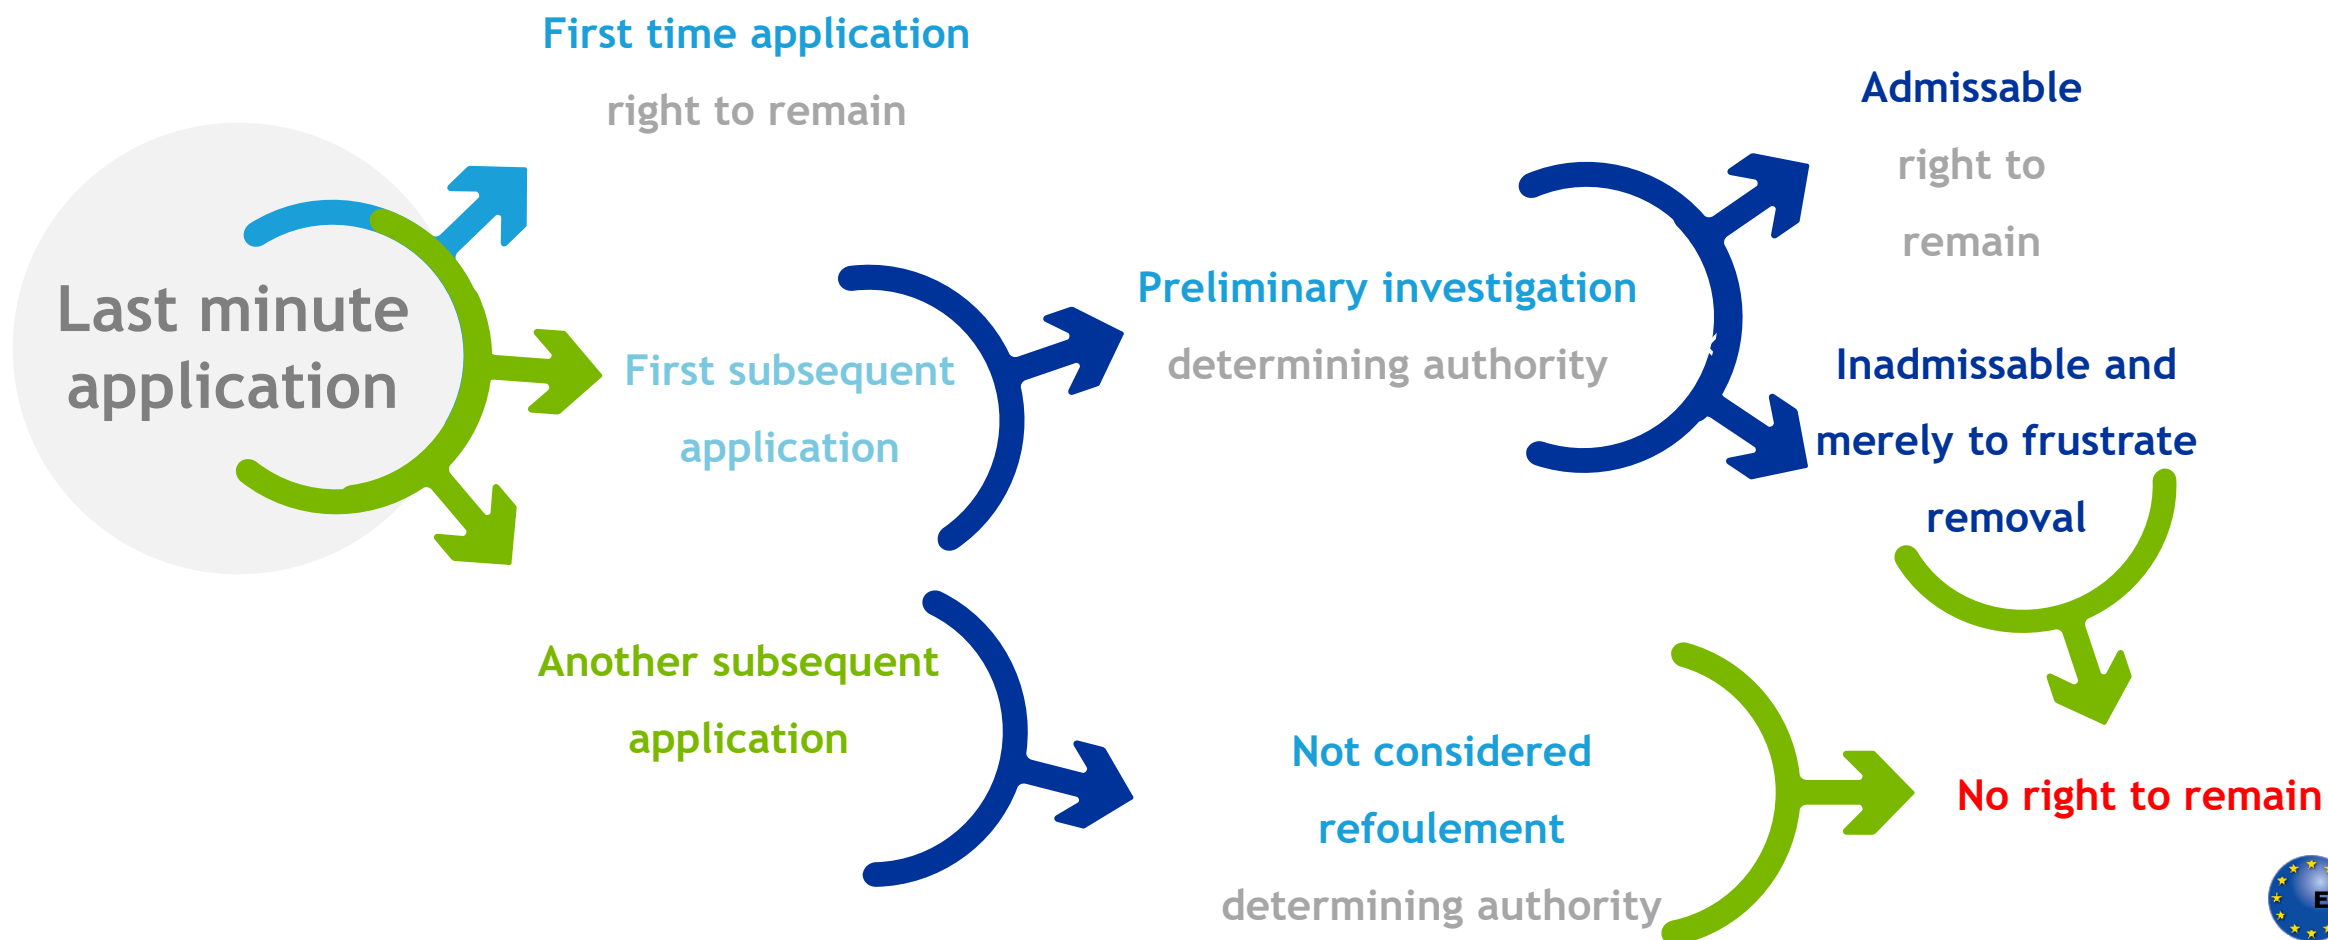 First time application
right to remain
Last minute
application
First subsequent
application
Another subsequent
application
Preliminary investigation
determining authority
Admissable
right to
remain
Inadmissable and
merely to frustrate
removal
Not considered
refoulement
determining authority
No right to remain